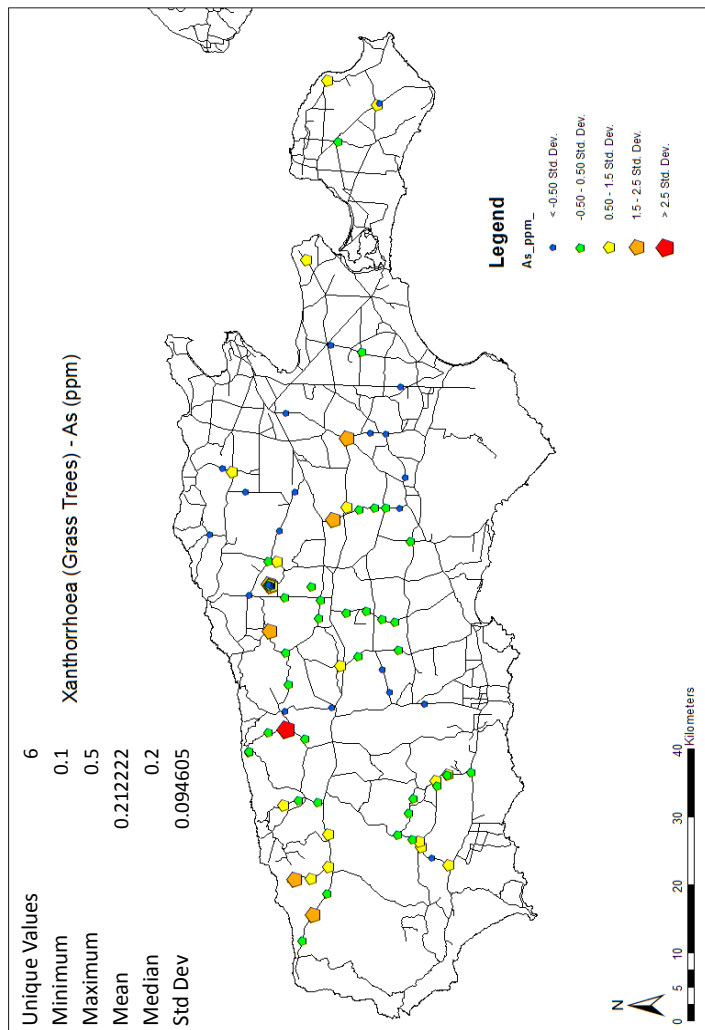 Unique Values 6
Minimum 0.1
Maximum 0.5
Mean 0.212222
Median 0.2
Std Dev 0.094605
Xanthorrhoea (Grass Trees) - As (ppm)
Legend
As_ppm_
< -0.50 Std. Dev.
-0.50 - 0.50 Std. Dev.
0.50 - 1.5 Std. Dev.
1.5 - 2.5 Std. Dev.
> 2.5 Std. Dev.
N
0 5 10 20 30 40
Kilometers